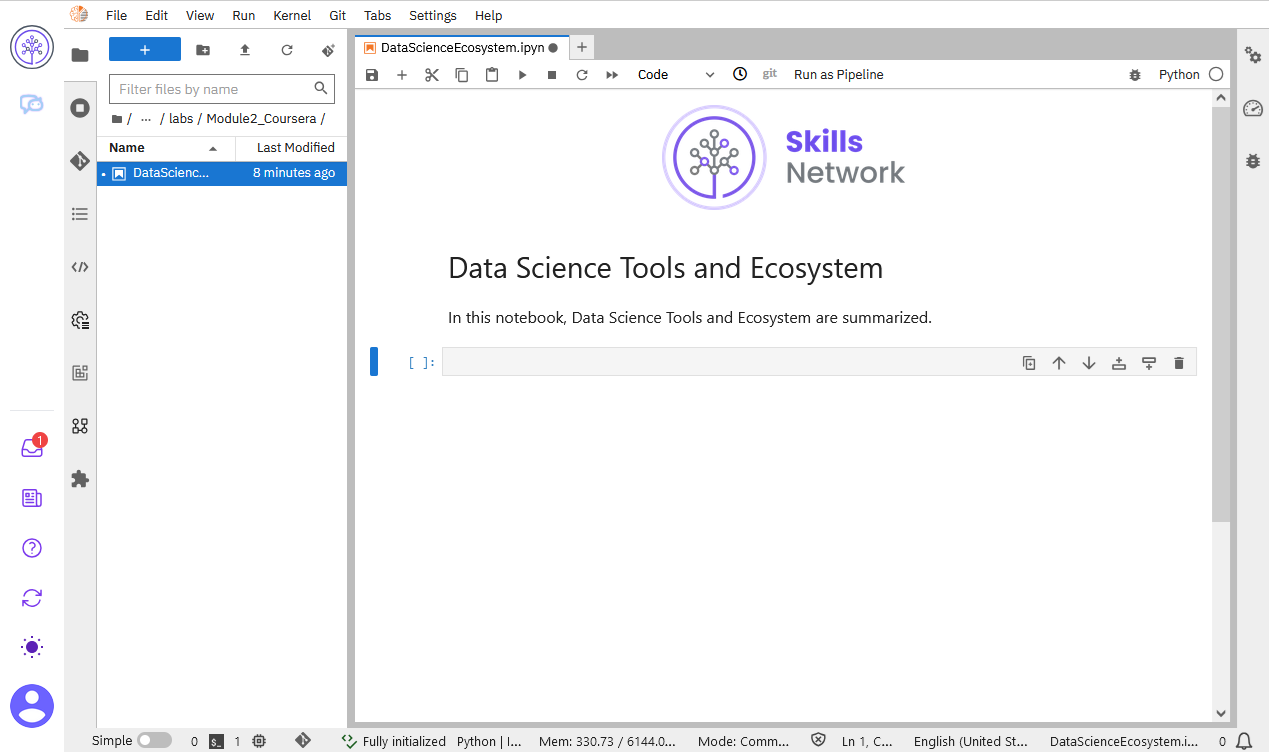 File Edit View Run Kernel Git Tabs Settings Help
+
Filter files by name
/ ... / labs / Module2_Coursera /
Name Last Modified
DataScienc... 8 minutes ago
DataScienceEcosystem.ipyn
+
Code git Run as Pipeline Python
Skills
Network
Data Science Tools and Ecosystem
In this notebook, Data Science Tools and Ecosystem are summarized.
[ ]:
1
Simple 0 $_ 1 Fully initialized Python | I... Mem: 330.73 / 6144.0... Mode: Comm... Ln 1, C... English (United St... DataScienceEcosystem.i... 0